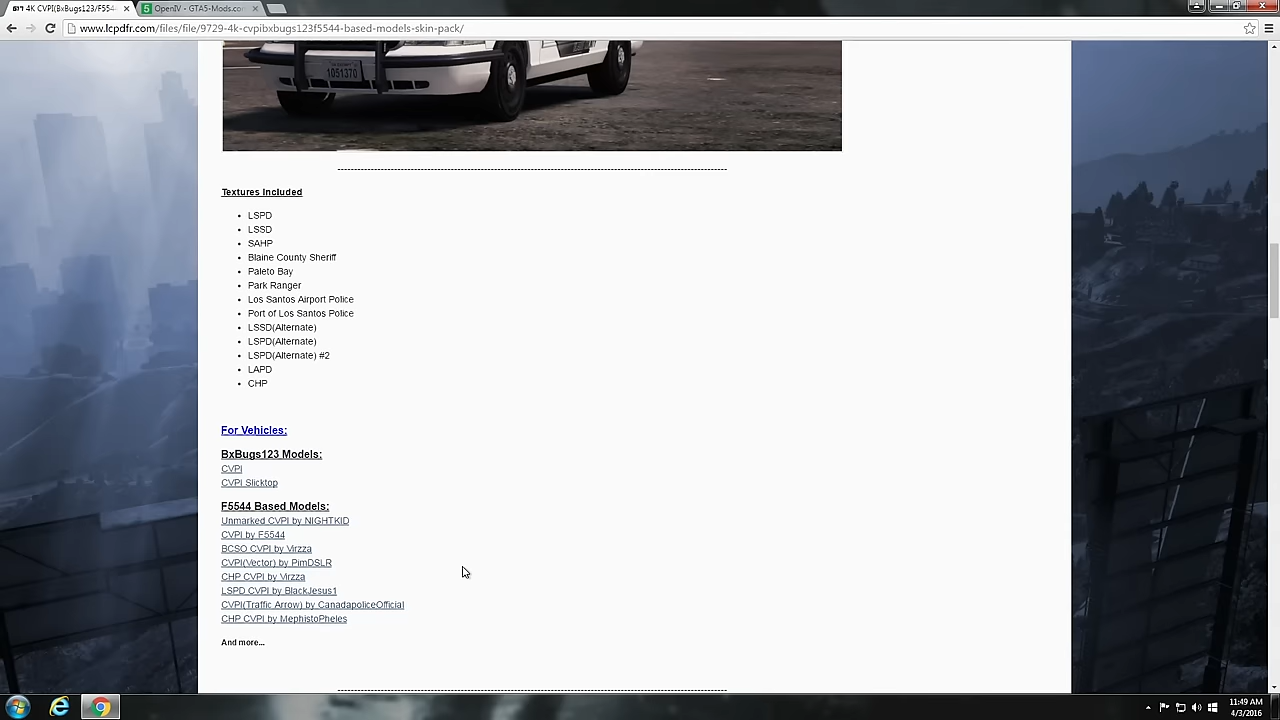 4K CVPI(BxBugs123/F554
OpenIV - GTA5-Mods.co
www.lcpdfr.com/files/file/9729-4k-cvpibxbugs123f5544-based-models-skin-pack/
1051370
Textures Included
LSPD
LSSD
SAHP
Blaine County Sheriff
Paleto Bay
Park Ranger
Los Santos Airport Police
Port of Los Santos Police
LSSD(Alternate)
LSPD(Alternate)
LSPD(Alternate) #2
LAPD
CHP
For Vehicles:
BxBugs123 Models:
CVPI
CVPI Slicktop
F5544 Based Models:
Unmarked CVPI by NIGHTKID
CVPI by F5544
BCSO CVPI by Virzza
CVPI(Vector) by PimDSLR
CHP CVPI by Virzza
LSPD CVPI by BlackJesus1
CVPI(Traffic Arrow) by CanadapoliceOfficial
CHP CVPI by MephistoPheles
And more...
11:49 AM
4/3/2016